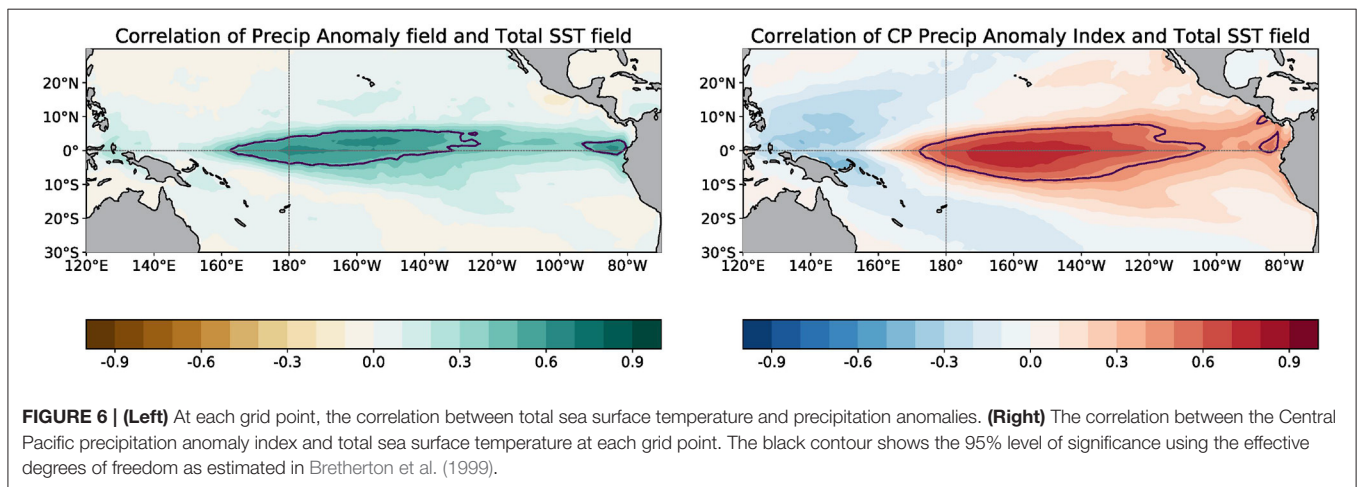 Correlation of Precip Anomaly field and Total SST field
20°N
10°N
0°
10°S
20°S
30°S
120°E 140°E 160°E 180° 160°W 140°W 120°W 100°W 80°W
-0.9 -0.6 -0.3 0.0 0.3 0.6 0.9
Correlation of CP Precip Anomaly Index and Total SST field
20°N
10°N
0°
10°S
20°S
30°S
120°E 140°E 160°E 180° 160°W 140°W 120°W 100°W 80°W
-0.9 -0.6 -0.3 0.0 0.3 0.6 0.9
FIGURE 6 | (Left) At each grid point, the correlation between total sea surface temperature and precipitation anomalies. (Right) The correlation between the Central
Pacific precipitation anomaly index and total sea surface temperature at each grid point. The black contour shows the 95% level of significance using the effective
degrees of freedom as estimated in Bretherton et al. (1999).